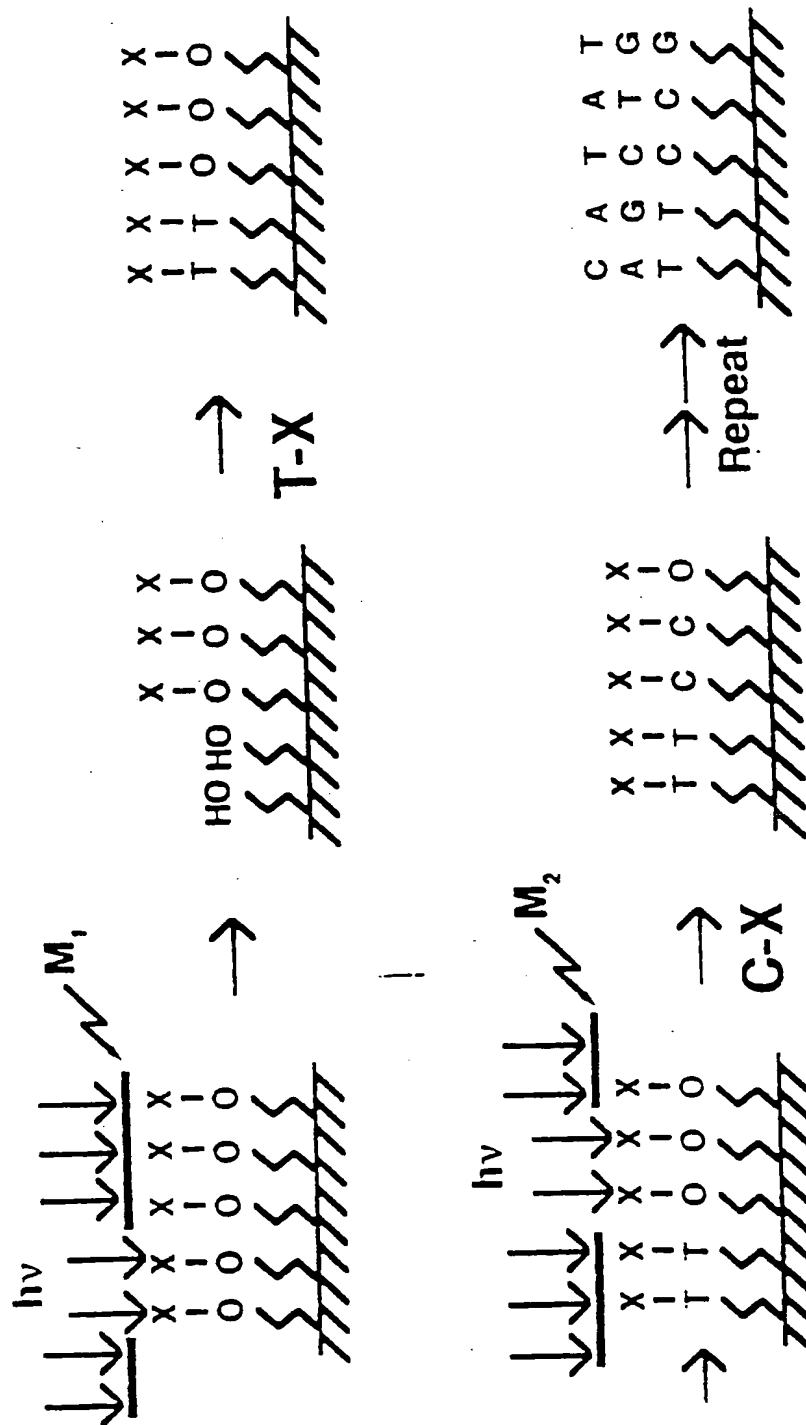 hν
M₁
X X X X X
O O O O O
X X X
HO HO O O O
T-X
X X X X X
T T O O O
hν
M₂
X X X X X
T T O O O
C-X
X X X X X
T T C C O
Repeat
C A T A T
A G C T G
T T C C G